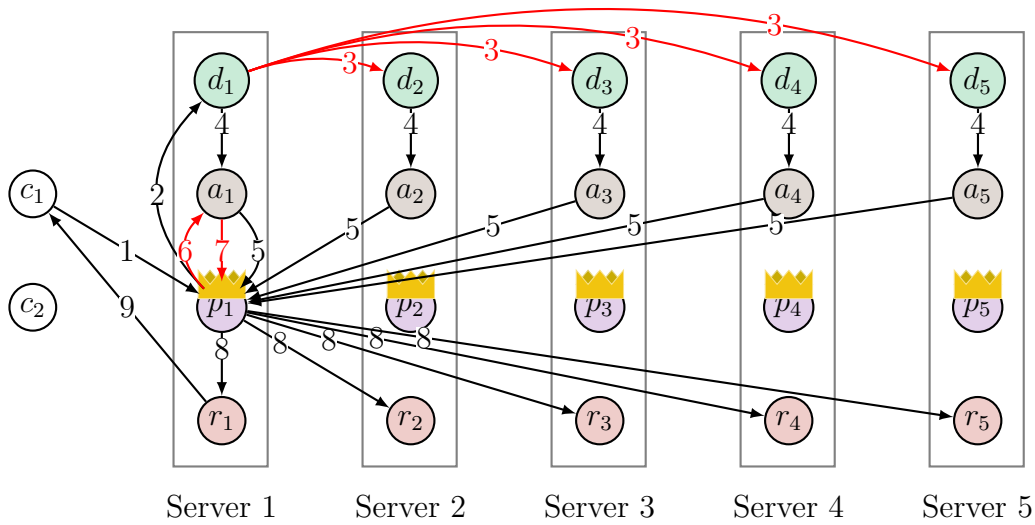 3
3
3
3
d₁ d₂ d₃ d₄ d₅
4 4 4 4 4
c₁ a₁ a₂ a₃ a₄ a₅
2
1 6 7 5 5 5 5 5
c₂ p₁ p₂ p₃ p₄ p₅
9
8 8 8 8 8
r₁ r₂ r₃ r₄ r₅
Server 1 Server 2 Server 3 Server 4 Server 5